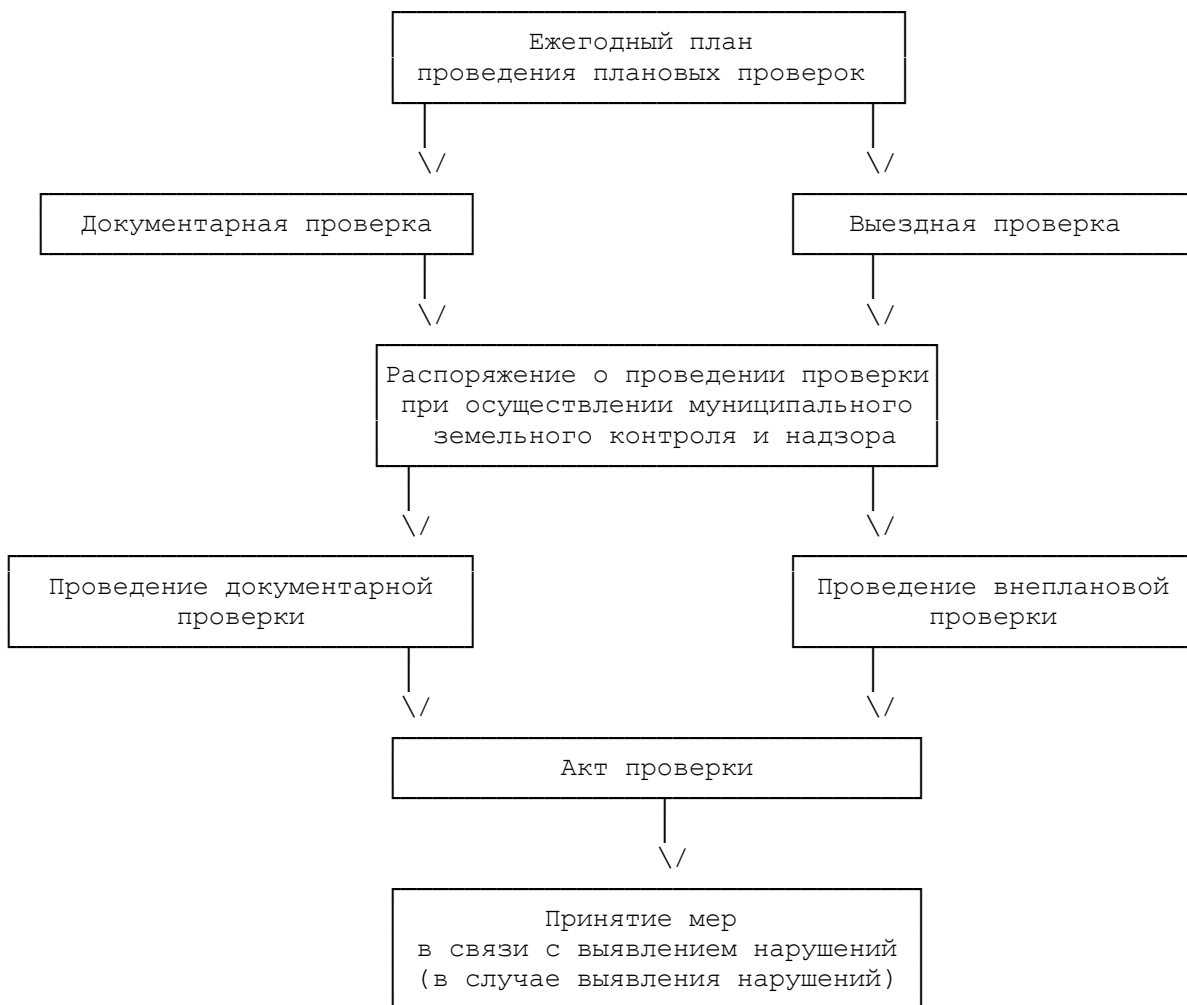 Ежегодный план
проведения плановых проверок
Документарная проверка
Выездная проверка
Распоряжение о проведении проверки
при осуществлении муниципального
земельного контроля и надзора
Проведение документарной
проверки
Проведение внеплановой
проверки
Акт проверки
Принятие мер
в связи с выявлением нарушений
(в случае выявления нарушений)